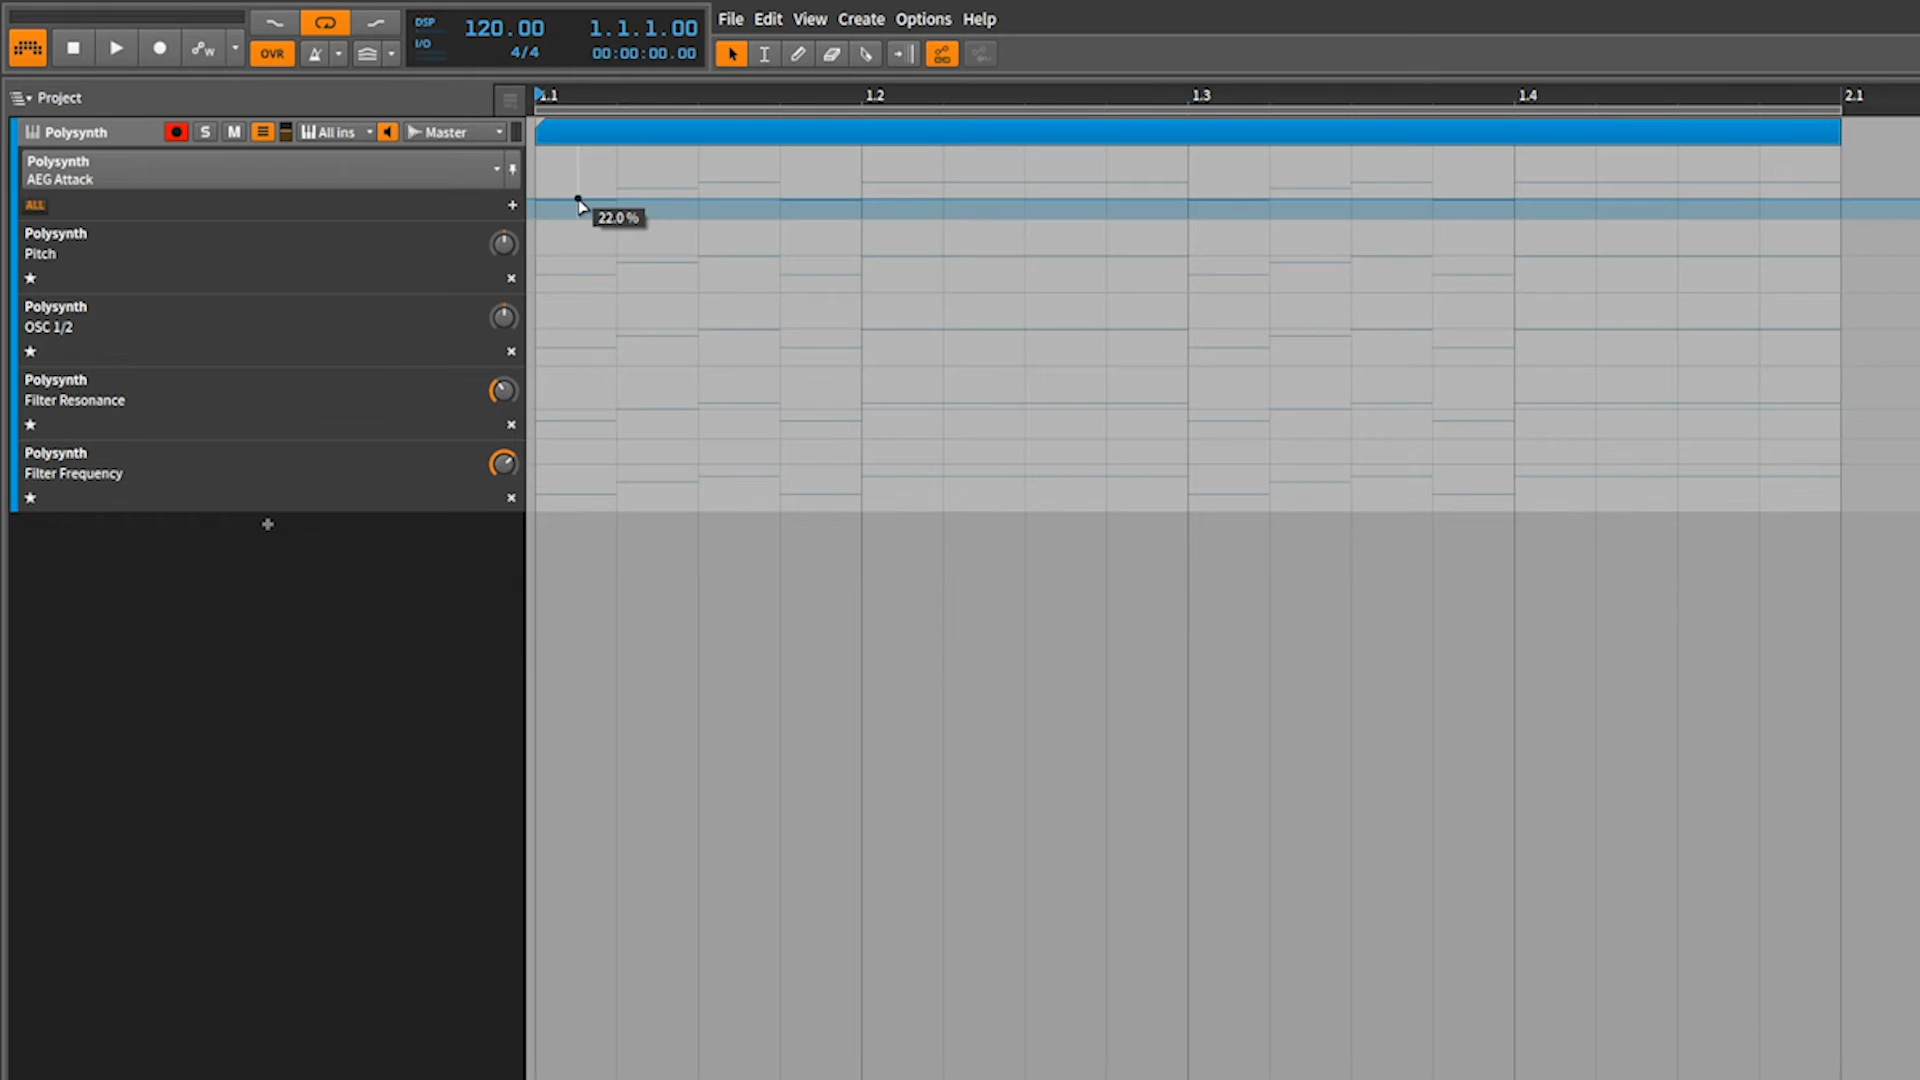 DSP 120.00 1.1.1.00
I/O 4/4 00:00:00.00
OVR
File Edit View Create Options Help
Project
1.1 1.2 1.3 1.4 2.1
Polysynth S M All ins Master
Polysynth
AEG Attack
ALL
22.0 %
Polysynth
Pitch
Polysynth
OSC 1/2
Polysynth
Filter Resonance
Polysynth
Filter Frequency